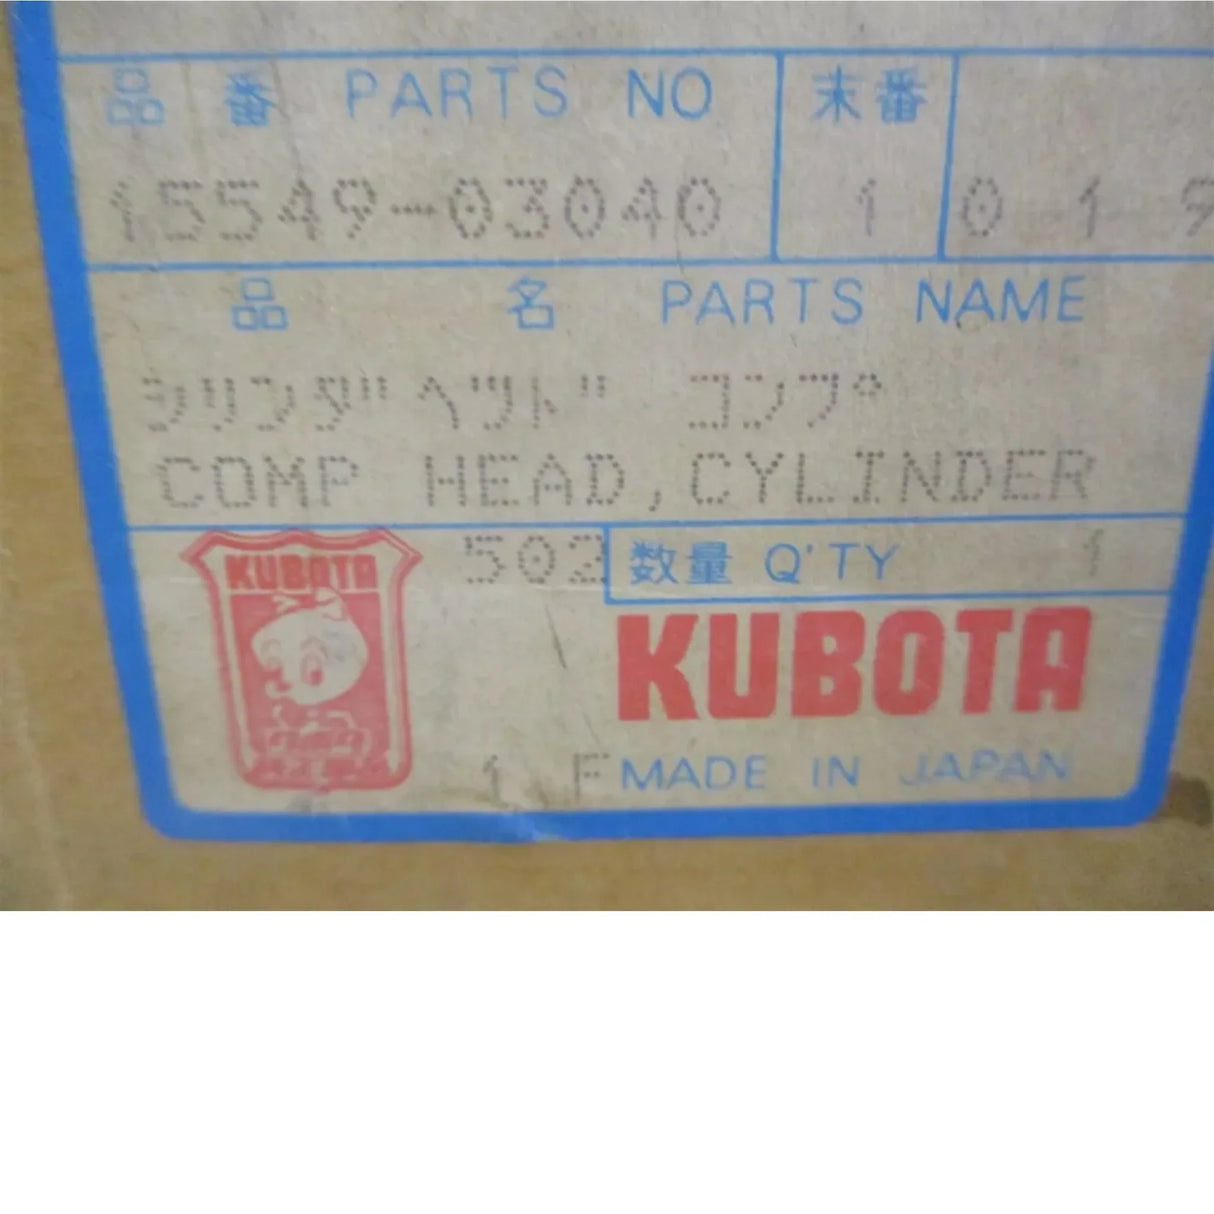 品番 PARTS NO 末番
15549-03040 1 0 1 9
品名 PARTS NAME
シリンダ゛ヘツト゛ コンプ゜
COMP HEAD,CYLINDER
KUBOTA 502 数量 Q'TY 1
KUBOTA
1 F MADE IN JAPAN